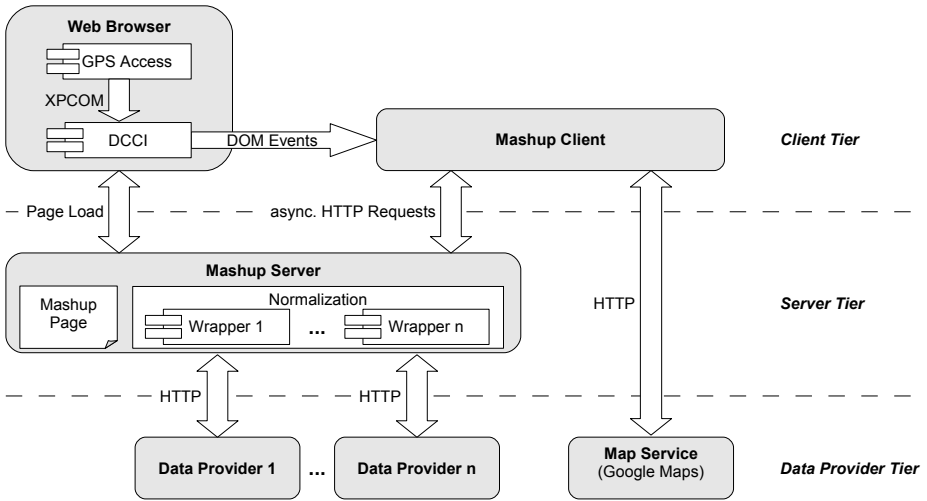 Web Browser
GPS Access
XPCOM
DCCI
DOM Events
Mashup Client
Client Tier
Page Load
async. HTTP Requests
Mashup Server
Mashup
Page
Normalization
Wrapper 1
...
Wrapper n
HTTP
Server Tier
HTTP
HTTP
Data Provider 1
...
Data Provider n
Map Service
(Google Maps)
Data Provider Tier